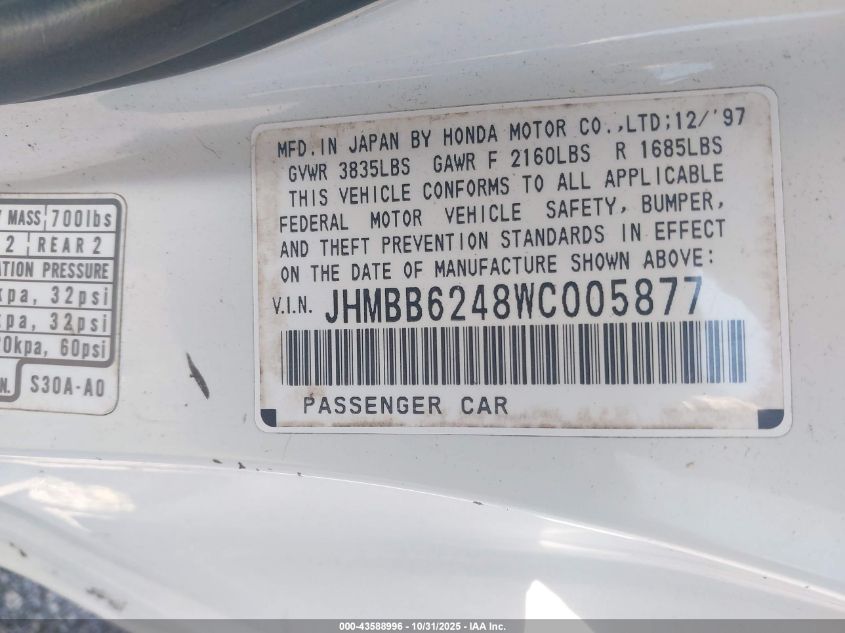 MFD. IN JAPAN BY HONDA MOTOR CO.,LTD;12/'97
GVWR 3835LBS GAWR F 2160LBS R 1685LBS
THIS VEHICLE CONFORMS TO ALL APPLICABLE
FEDERAL MOTOR VEHICLE SAFETY, BUMPER,
AND THEFT PREVENTION STANDARDS IN EFFECT
ON THE DATE OF MANUFACTURE SHOWN ABOVE:
V.I.N. JHMBB6248WC005877
PASSENGER CAR
MASS 700lbs
2 REAR 2
PRESSURE
kpa, 32psi
kpa, 32psi
0kpa, 60psi
N. S30A-A0
000-43588996 - 10/31/2025 - IAA Inc.